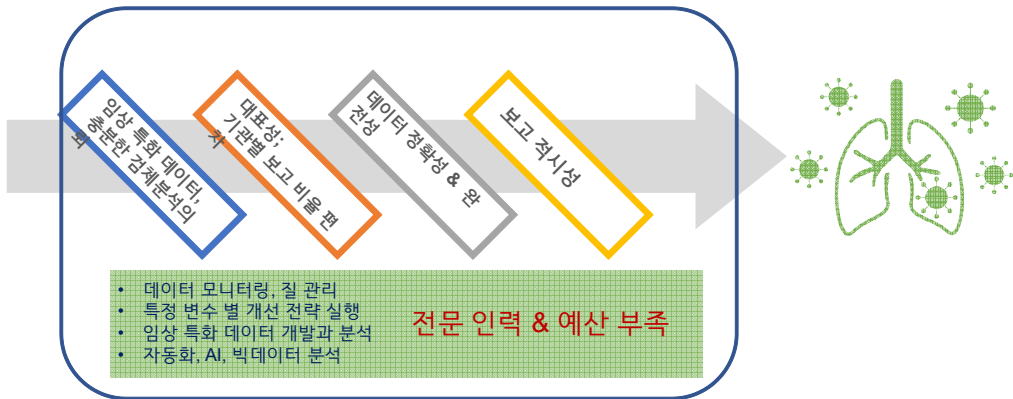 임상 특화 데이터,
충분한 검체분석의
뢰
대표성;
기관별 보고 비율 편
차
데이터 정확성 & 완
전성
보고 적시성
• 데이터 모니터링, 질 관리
• 특정 변수 별 개선 전략 실행
• 임상 특화 데이터 개발과 분석
• 자동화, AI, 빅데이터 분석
전문 인력 & 예산 부족